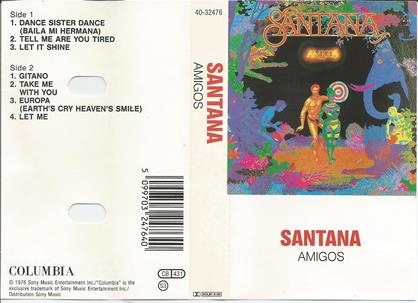 Side 1
1. DANCE SISTER DANCE
(BAILA MI HERMANA)
2. TELL ME ARE YOU TIRED
3. LET IT SHINE
Side 2
1. GITANO
2. TAKE ME
WITH YOU
3. EUROPA
(EARTH'S CRY HEAVEN'S SMILE)
4. LET ME
COLUMBIA
© 1976 Sony Music Entertainment Inc./"Columbia" is the
exclusive trademark of Sony Music Entertainment Inc./
Distribution Sony Music
5 099703 247640
CB 431
53
40-32476
SANTANA
AMIGOS
DOLBY B NR
SANTANA
AMIGOS
SANTANA
AMIGOS